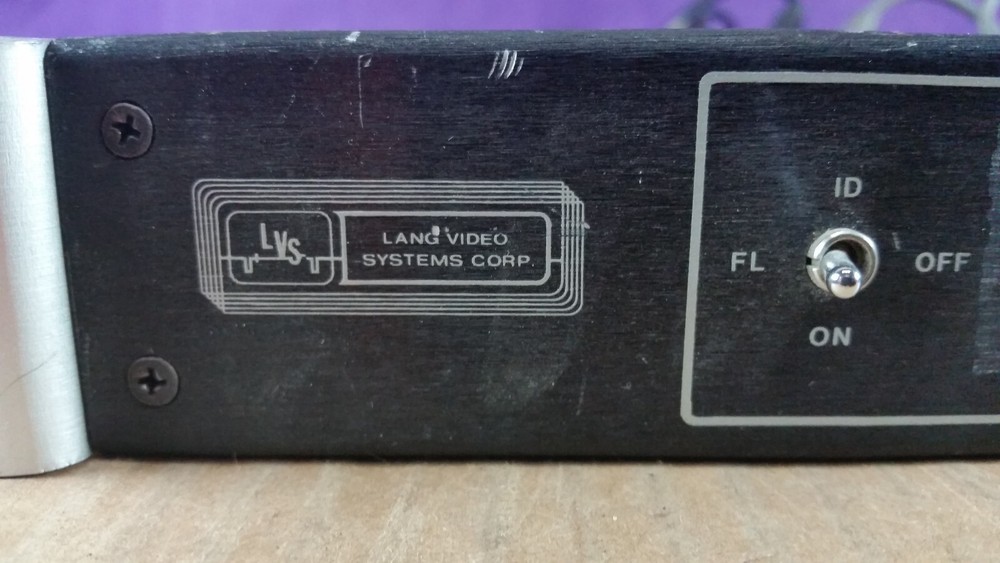 LVS
LANG VIDEO
SYSTEMS CORP.
ID
FL
OFF
ON